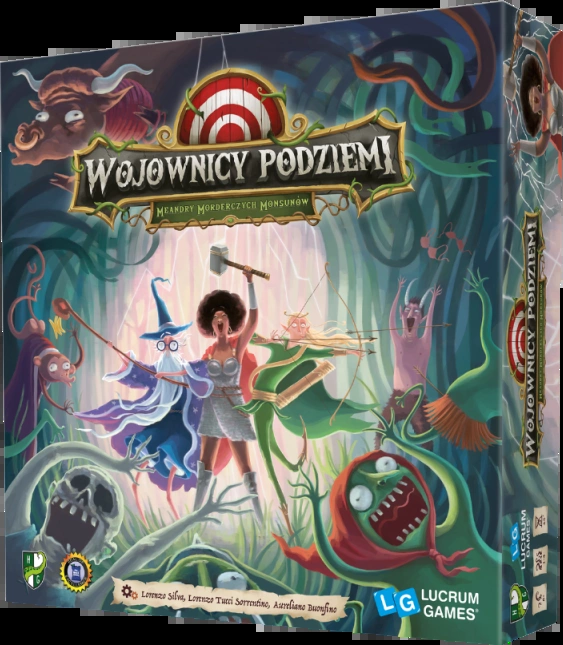 WOJOWNICY PODZIEMI
MEANDRY MORDERCZYCH MONSUNÓW
Lorenzo Silva, Lorenzo Tucci Sorrentino, Aureliano Buonfino
H
G
LG LUCRUM
GAMES®
WOJOWNICY PODZIEMI
LG LUCRUM
GAMES